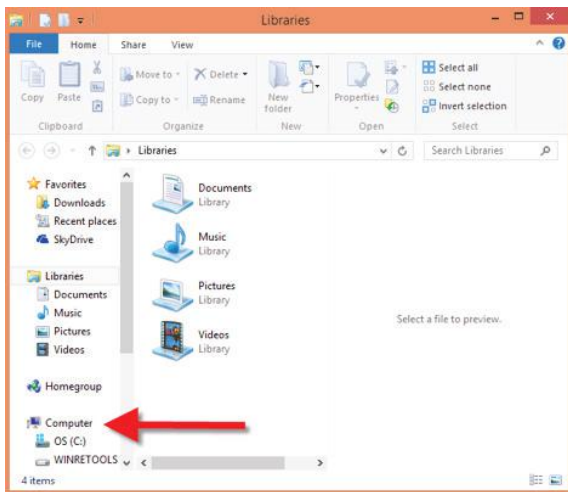 Libraries
File Home Share View
Copy Paste
Move to
Copy to
Delete
Rename
New folder
Properties
Select all
Select none
Invert selection
Clipboard Organize New Open Select
Libraries
Search Libraries
Favorites
Downloads
Recent places
SkyDrive
Libraries
Documents
Music
Pictures
Videos
Homegroup
Computer
OS (C:)
WINRETOOLS
Documents
Library
Music
Library
Pictures
Library
Videos
Library
Select a file to preview.
4 items